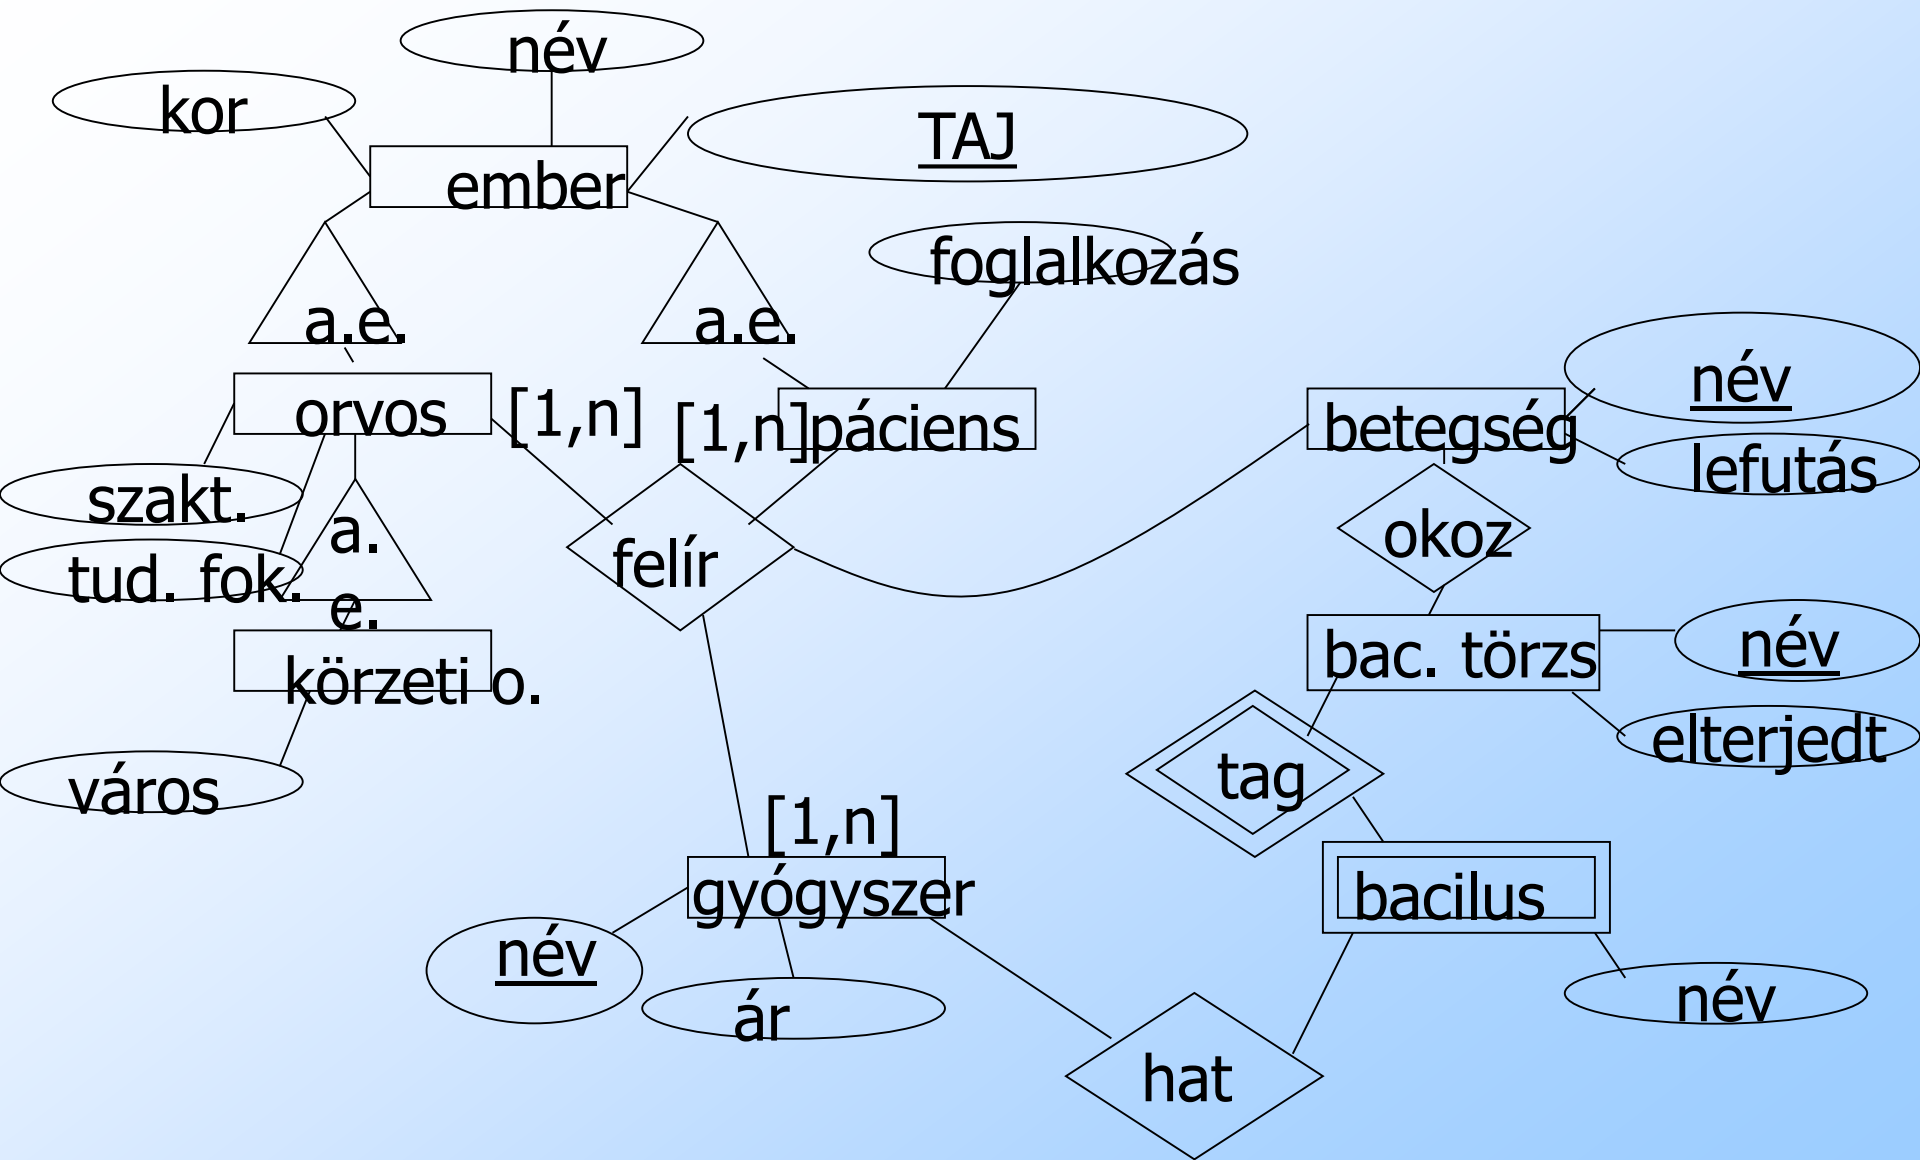 név
kor
TAJ
ember
foglalkozás
a.e.
a.e.
név
orvos
[1,n]
[1,n]
páciens
betegség
lefutás
szakt.
a.
e.
okoz
felír
tud. fok.
körzeti o.
bac. törzs
név
elterjedt
város
tag
[1,n]
gyógyszer
bacilus
név
név
ár
hat